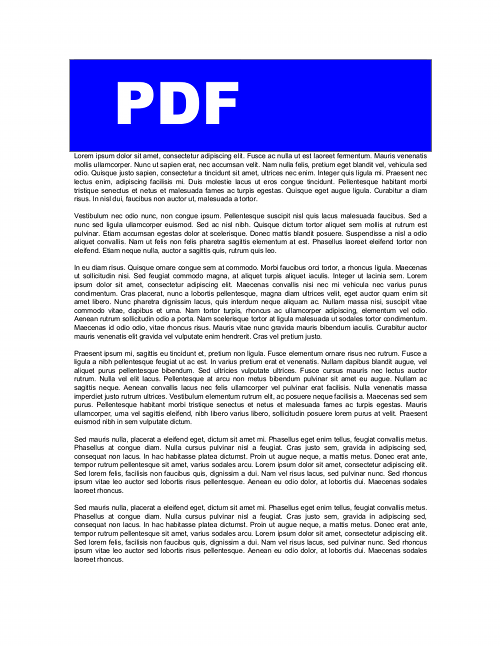 PDF
Lorem ipsum dolor sit amet, consectetur adipiscing elit. Fusce ac nulla ut est laoreet fermentum. Mauris venenatis
mollis ullamcorper. Nunc ut sapien erat, nec accumsan velit. Nam nulla felis, pretium eget blandit vel, vehicula sed
odio. Quisque justo sapien, consectetur a tincidunt sit amet, ultrices nec enim. Integer quis ligula mi. Praesent nec
lectus enim, adipiscing facilisis mi. Duis molestie lacus ut eros congue tincidunt. Pellentesque habitant morbi
tristique senectus et netus et malesuada fames ac turpis egestas. Quisque eget augue ligula. Curabitur a diam
risus. In nisl dui, faucibus non auctor ut, malesuada a tortor.
Vestibulum nec odio nunc, non congue ipsum. Pellentesque suscipit nisl quis lacus malesuada faucibus. Sed a
nunc sed ligula ullamcorper euismod. Sed ac nisl nibh. Quisque dictum tortor aliquet sem mollis at rutrum est
pulvinar. Etiam accumsan egestas dolor at scelerisque. Donec mattis blandit posuere. Suspendisse a nisl a odio
aliquet convallis. Nam ut felis non felis pharetra sagittis elementum at est. Phasellus laoreet eleifend tortor non
eleifend. Etiam neque nulla, auctor a sagittis quis, rutrum quis leo.
In eu diam risus. Quisque ornare congue sem at commodo. Morbi faucibus orci tortor, a rhoncus ligula. Maecenas
ut sollicitudin nisi. Sed feugiat commodo magna, at aliquet turpis aliquet iaculis. Integer ut lacinia sem. Lorem
ipsum dolor sit amet, consectetur adipiscing elit. Maecenas convallis nisi nec mi vehicula nec varius purus
condimentum. Cras placerat, nunc a lobortis pellentesque, magna diam ultrices velit, eget auctor quam enim sit
amet libero. Nunc pharetra dignissim lacus, quis interdum neque aliquam ac. Nullam massa nisi, suscipit vitae
commodo vitae, dapibus et urna. Nam tortor turpis, rhoncus ac ullamcorper adipiscing, elementum vel odio.
Aenean rutrum sollicitudin odio a porta. Nam scelerisque tortor at ligula malesuada ut sodales tortor condimentum.
Maecenas id odio odio, vitae rhoncus risus. Mauris vitae nunc gravida mauris bibendum iaculis. Curabitur auctor
mauris venenatis elit gravida vel vulputate enim hendrerit. Cras vel pretium justo.
Praesent ipsum mi, sagittis eu tincidunt et, pretium non ligula. Fusce elementum ornare risus nec rutrum. Fusce a
ligula a nibh pellentesque feugiat ut ac est. In varius pretium erat et venenatis. Nullam dapibus blandit augue, vel
aliquet purus pellentesque bibendum. Sed ultricies vulputate ultrices. Fusce cursus mauris nec lectus auctor
rutrum. Nulla vel elit lacus. Pellentesque at arcu non metus bibendum pulvinar sit amet eu augue. Nullam ac
sagittis neque. Aenean convallis lacus nec felis ullamcorper vel bibendum velit accumsan. Nulla venenatis massa
imperdiet justo rutrum ultrices. Vestibulum elementum rutrum elit, ac posuere neque facilisis a. Maecenas sed sem
purus. Pellentesque habitant morbi tristique senectus et netus et malesuada fames ac turpis egestas. Mauris
ullamcorper, urna vel sagittis eleifend, nibh libero varius libero, sollicitudin posuere lorem purus at velit. Praesent
euismod nibh in sem vulputate dictum.
Sed mauris nulla, placerat a eleifend eget, dictum sit amet mi. Phasellus eget enim tellus, feugiat convallis metus.
Phasellus at congue diam. Nulla cursus pulvinar nisl a feugiat. Cras justo sem, gravida in adipiscing sed,
consequat non lacus. In hac habitasse platea dictumst. Proin ut augue neque, a mattis metus. Donec erat ante,
tempor rutrum pellentesque sit amet, varius sodales arcu. Lorem ipsum dolor sit amet, consectetur adipiscing elit.
Sed lorem felis, facilisis non faucibus quis, dignissim a dui. Nam vel risus lacus, sed pulvinar nunc. Sed rhoncus
ipsum vitae leo auctor sed lobortis risus pellentesque. Aenean eu odio dolor, at lobortis dui. Maecenas sodales
laoreet rhoncus.
Sed mauris nulla, placerat a eleifend eget, dictum sit amet mi. Phasellus eget enim tellus, feugiat convallis metus.
Phasellus at congue diam. Nulla cursus pulvinar nisl a feugiat. Cras justo sem, gravida in adipiscing sed,
consequat non lacus. In hac habitasse platea dictumst. Proin ut augue neque, a mattis metus. Donec erat ante,
tempor rutrum pellentesque sit amet, varius sodales arcu. Lorem ipsum dolor sit amet, consectetur adipiscing elit.
Sed lorem felis, facilisis non faucibus quis, dignissim a dui. Nam vel risus lacus, sed pulvinar nunc. Sed rhoncus
ipsum vitae leo auctor sed lobortis risus pellentesque. Aenean eu odio dolor, at lobortis dui. Maecenas sodales
laoreet rhoncus.